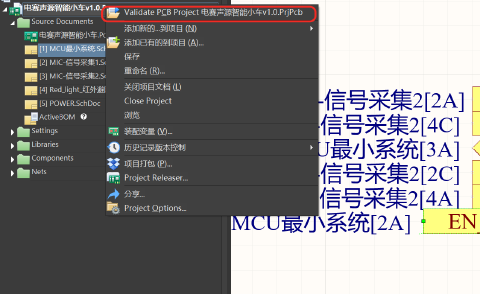 电赛声源智能小车v1.0.Pr
Source Documents
电赛声源智能小车.Pc
[1] MCU最小系统.Sc
[2] MIC-信号采集1.S
[3] MIC-信号采集2.S
[4] Red_light_红外避
[5] POWER.SchDoc
ActiveBOM
Settings
Libraries
Components
Nets
Validate PCB Project 电赛声源智能小车v1.0.PrjPcb
添加新的...到项目 (N)
添加已有的到项目 (A)...
保存
重命名 (R)...
关闭项目文档 (L)
Close Project
浏览
装配变量 (V)...
历史记录&版本控制
项目打包 (P)...
Project Releaser...
分享...
Project Options...
-信号采集2[2A]
-信号采集2[4C]
U最小系统[3A]
-信号采集2[2C]
-信号采集2[4A]
MCU最小系统[2A]
EN_